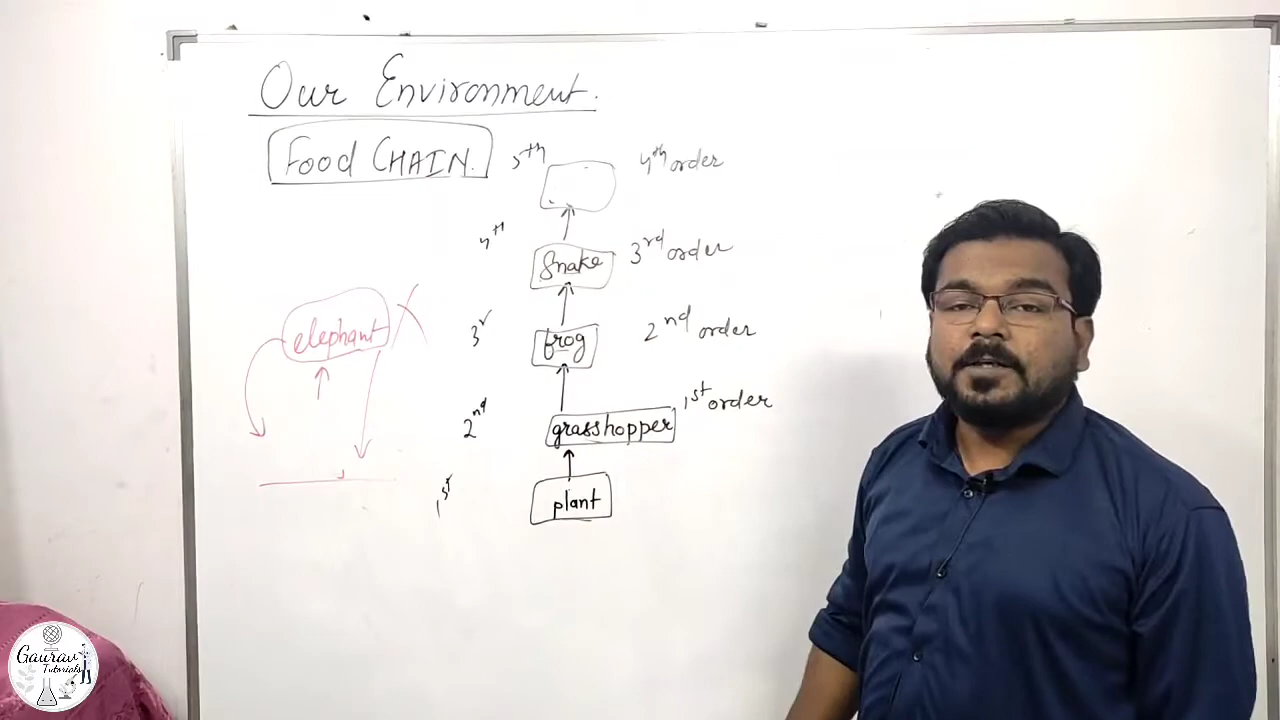 Our Environment.
Food CHAIN.
5th
4th order
4th
Snake
3rd order
elephant
3r
frog
2nd order
2nd
grasshopper
1st order
1st
plant
Gaurav
Tutorials